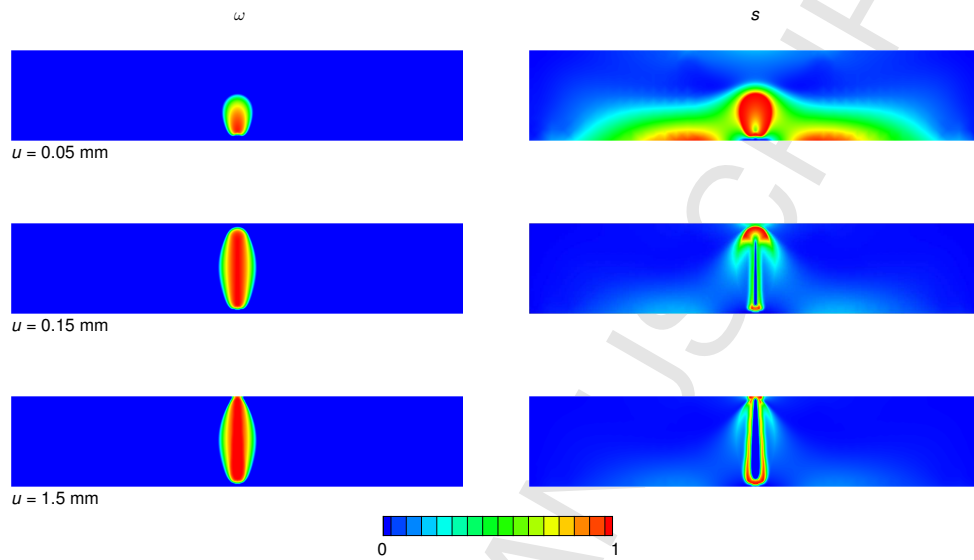 ω s
u = 0.05 mm
u = 0.15 mm
u = 1.5 mm
0 1